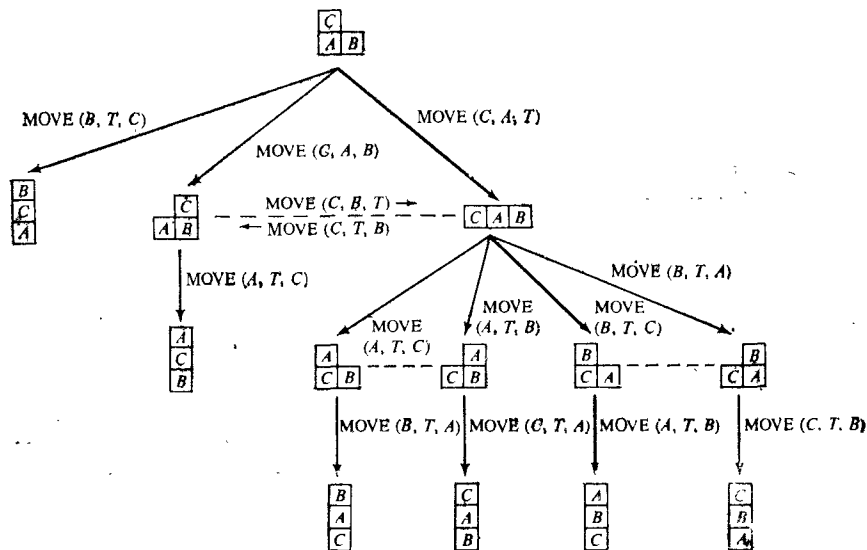 C
A B
MOVE (B, T, C)
MOVE (C, A, B)
MOVE (C, A, T)
B
C
A
C
A B
MOVE (C, B, T)
MOVE (C, T, B)
C A B
MOVE (A, T, C)
MOVE (B, T, A)
A
C
B
MOVE
(A, T, C)
MOVE
(A, T, B)
MOVE
(B, T, C)
A
C B
A
C B
B
C A
B
C A
MOVE (B, T, A)
MOVE (C, T, A)
MOVE (A, T, B)
MOVE (C, T, B)
B
A
C
C
A
B
A
B
C
C
B
A